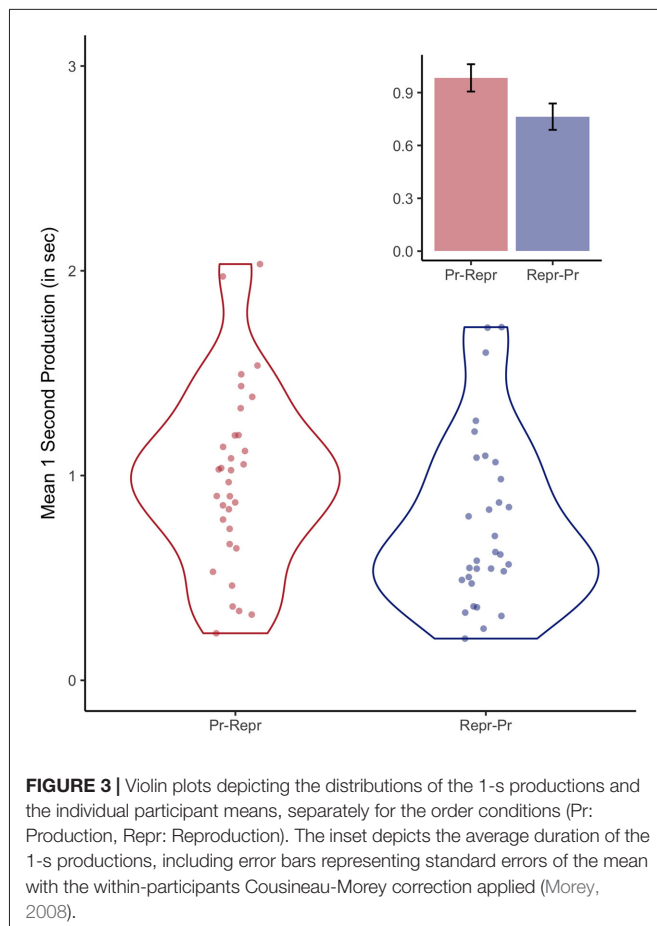 3
2
1
0
Mean 1 Second Production (in sec)
Pr-Repr
Repr-Pr
0.9
0.6
0.3
0.0
Pr-Repr
Repr-Pr
FIGURE 3 | Violin plots depicting the distributions of the 1-s productions and
the individual participant means, separately for the order conditions (Pr:
Production, Repr: Reproduction). The inset depicts the average duration of the
1-s productions, including error bars representing standard errors of the mean
with the within-participants Cousineau-Morey correction applied (Morey,
2008).